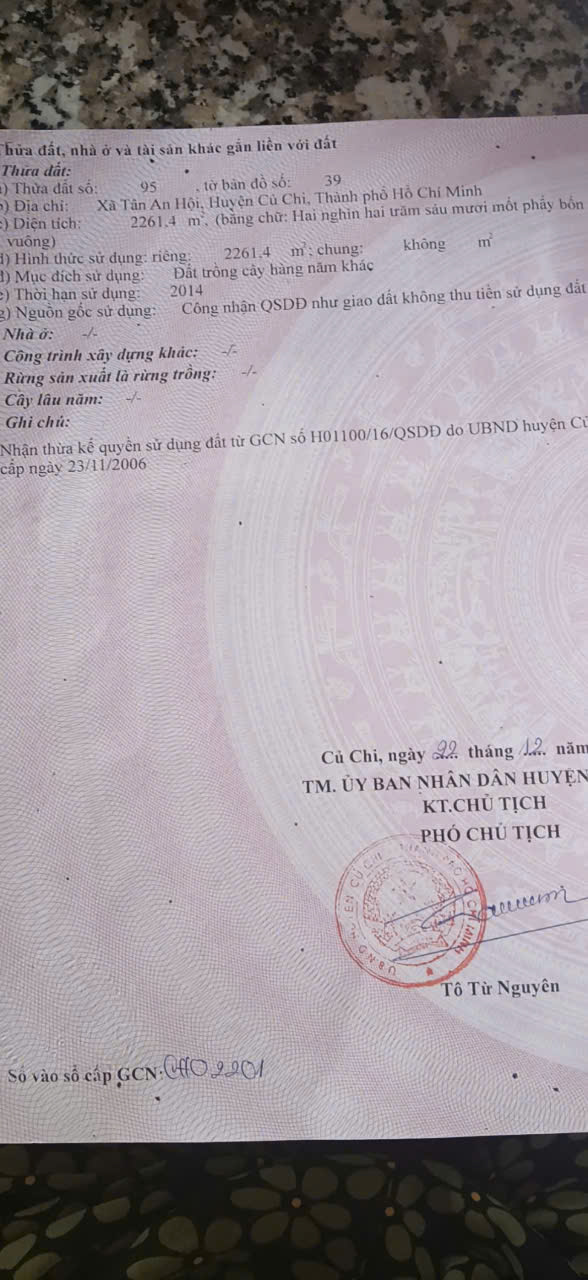 Thửa đất, nhà ở và tài sản khác gắn liền với đất
Thửa đất:
a) Thửa đất số: 95 , tờ bản đồ số: 39
b) Địa chỉ: Xã Tân An Hội, Huyện Củ Chi, Thành phố Hồ Chí Minh
c) Diện tích: 2261,4 m², (bằng chữ: Hai nghìn hai trăm sáu mươi mốt phẩy bốn
vuông)
d) Hình thức sử dụng: riêng: 2261,4 m²; chung: không m²
đ) Mục đích sử dụng: Đất trồng cây hàng năm khác
e) Thời hạn sử dụng: 2014
g) Nguồn gốc sử dụng: Công nhận QSDĐ như giao đất không thu tiền sử dụng đất
Nhà ở: -/-
Công trình xây dựng khác: -/-
Rừng sản xuất là rừng trồng: -/-
Cây lâu năm: -/-
Ghi chú:
Nhận thừa kế quyền sử dụng đất từ GCN số H01100/16/QSDĐ do UBND huyện Củ
cấp ngày 23/11/2006
Củ Chi, ngày 22 tháng 12 năm
TM. ỦY BAN NHÂN DÂN HUYỆN
KT.CHỦ TỊCH
PHÓ CHỦ TỊCH
U.B.N.D HUYỆN CỦ CHI THÀNH PHỐ HỒ CHÍ MINH
Tô Từ Nguyên
Số vào sổ cấp GCN: CH02201